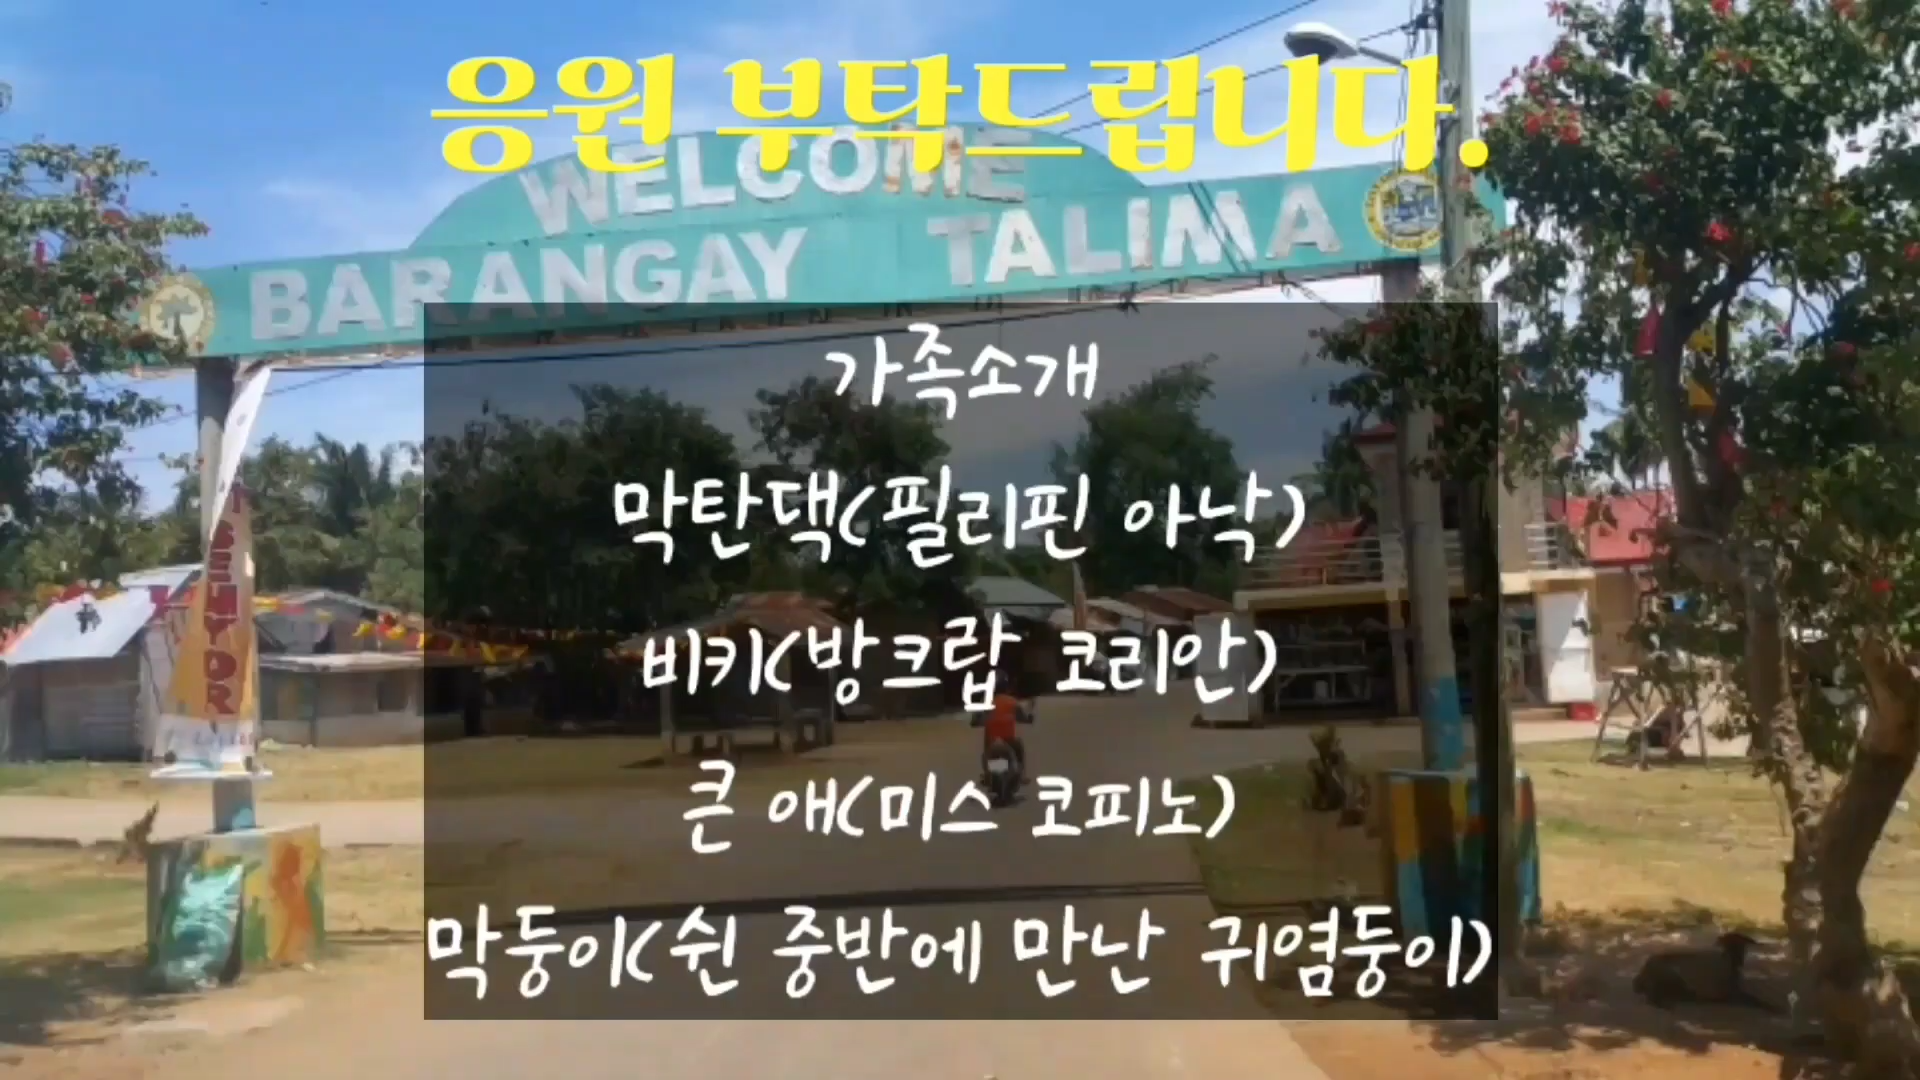 응원 부탁드립니다.
WELCOME
BARANGAY TALIMA
가족소개
막탄댁(필리핀 아낙)
비키(방크랍 코리안)
큰 애(미스 코피노)
막둥이(쉰 중반에 만난 귀염둥이)
SENYOR